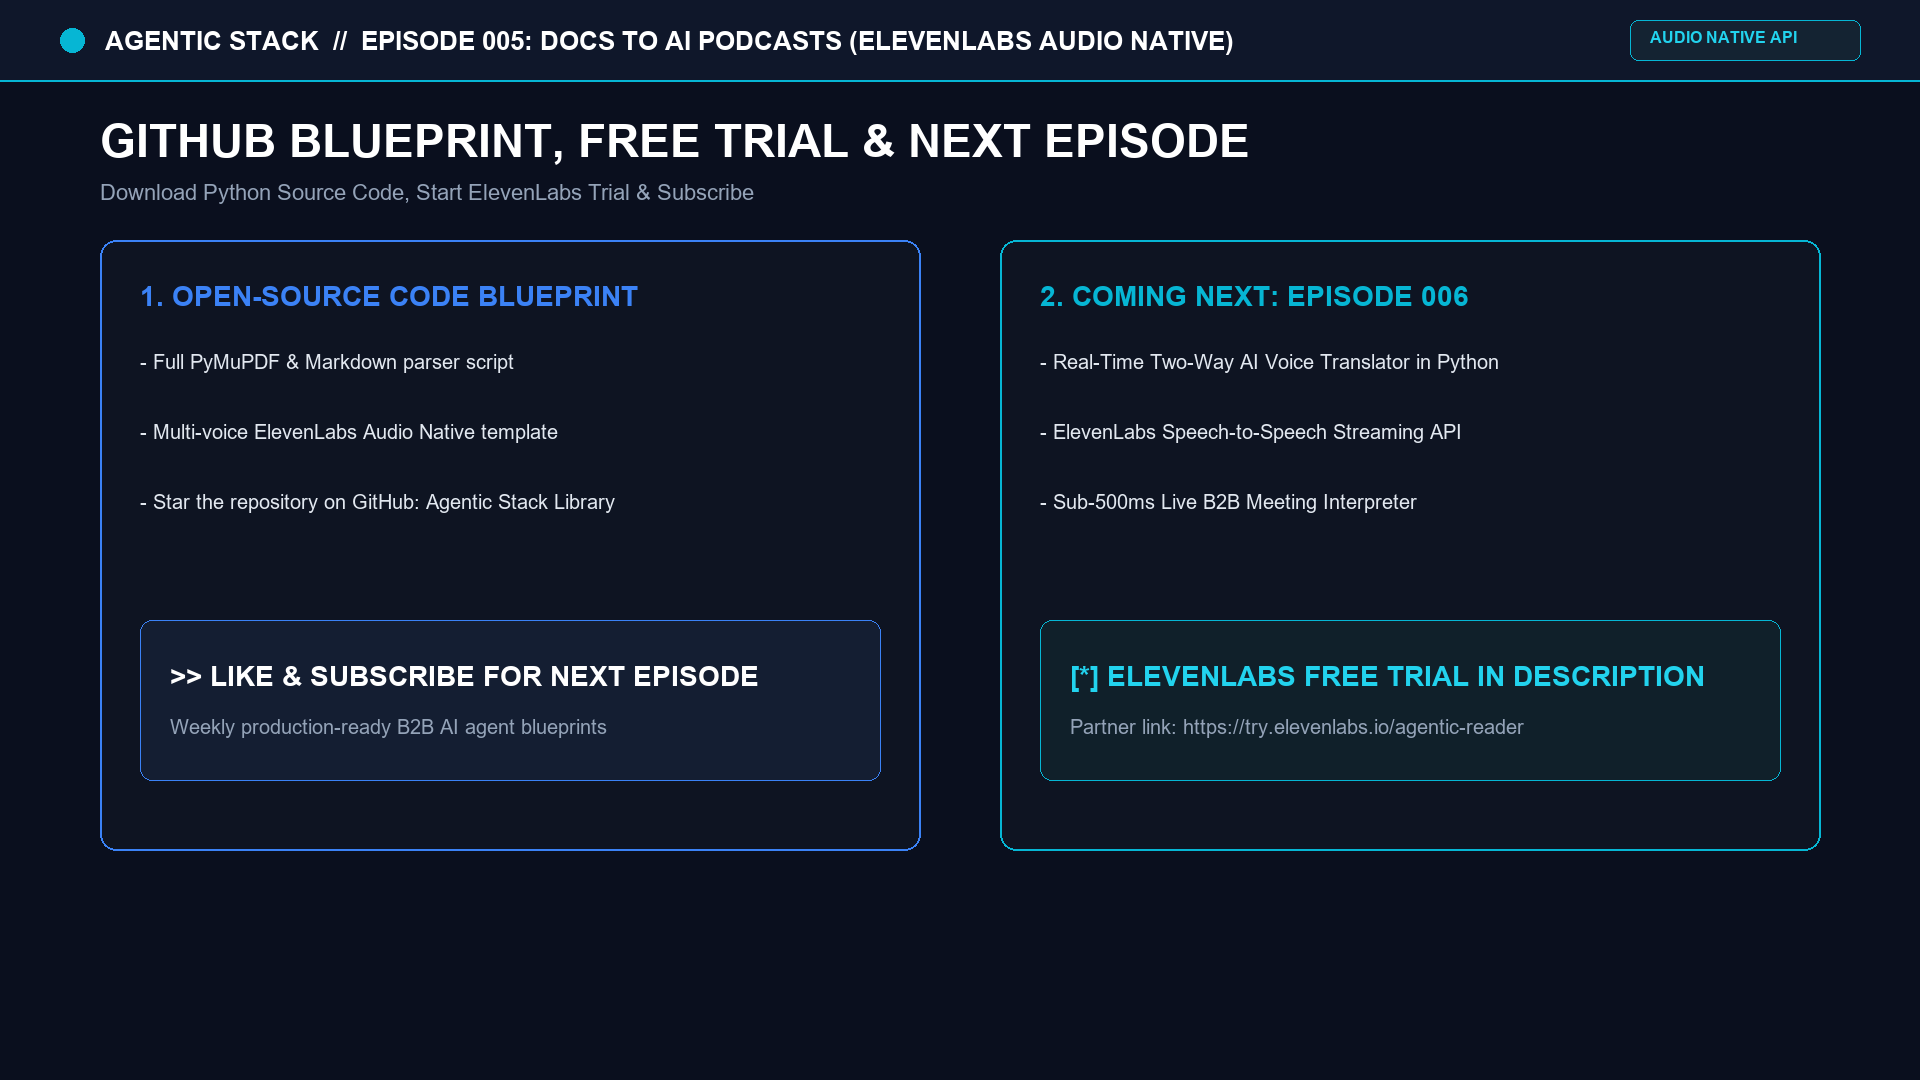 AGENTIC STACK // EPISODE 005: DOCS TO AI PODCASTS (ELEVENLABS AUDIO NATIVE)
AUDIO NATIVE API
GITHUB BLUEPRINT, FREE TRIAL & NEXT EPISODE
Download Python Source Code, Start ElevenLabs Trial & Subscribe
1. OPEN-SOURCE CODE BLUEPRINT
- Full PyMuPDF & Markdown parser script
- Multi-voice ElevenLabs Audio Native template
- Star the repository on GitHub: Agentic Stack Library
>> LIKE & SUBSCRIBE FOR NEXT EPISODE
Weekly production-ready B2B AI agent blueprints
2. COMING NEXT: EPISODE 006
- Real-Time Two-Way AI Voice Translator in Python
- ElevenLabs Speech-to-Speech Streaming API
- Sub-500ms Live B2B Meeting Interpreter
[*] ELEVENLABS FREE TRIAL IN DESCRIPTION
Partner link: https://try.elevenlabs.io/agentic-reader